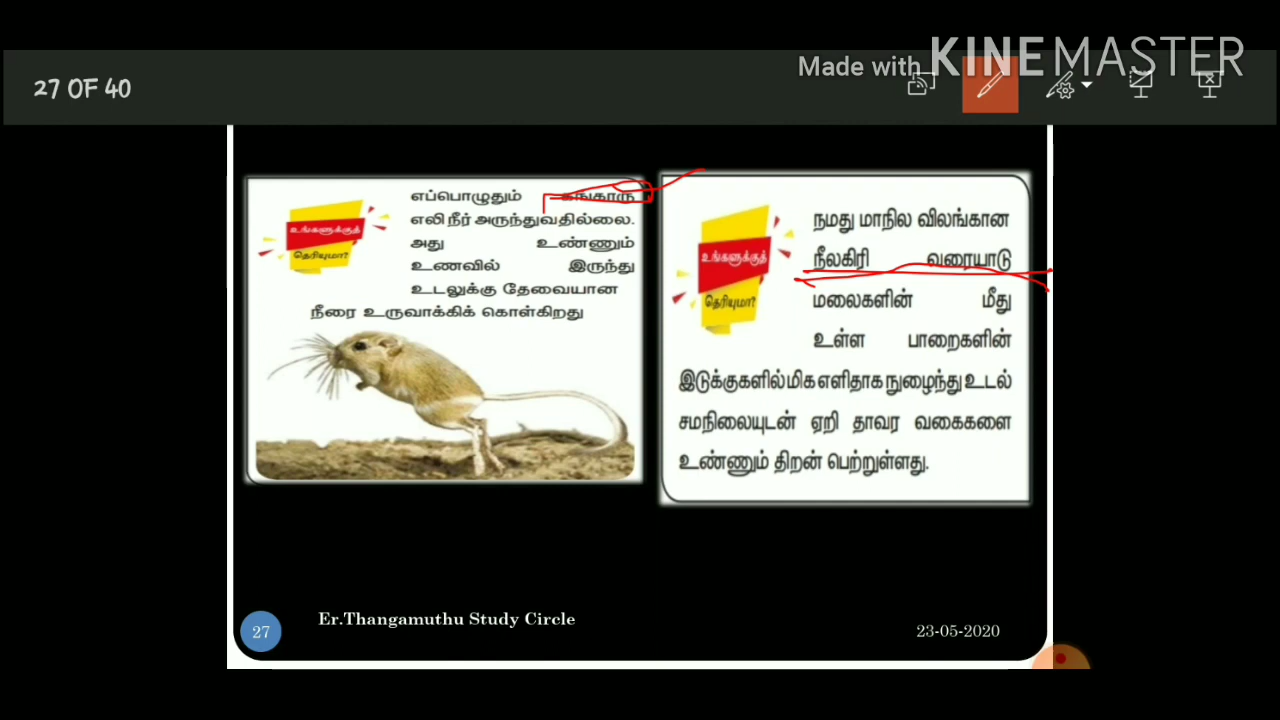 Made with KINEMASTER
27 OF 40
உங்களுக்குத்
தெரியுமா?
எப்பொழுதும் கங்காரு
எலி நீர் அருந்துவதில்லை.
அது உண்ணும்
உணவில் இருந்து
உடலுக்கு தேவையான
நீரை உருவாக்கிக் கொள்கிறது
உங்களுக்குத்
தெரியுமா?
நமது மாநில விலங்கான
நீலகிரி வரையாடு
மலைகளின் மீது
உள்ள பாறைகளின்
இடுக்குகளில் மிக எளிதாக நுழைந்து உடல்
சமநிலையுடன் ஏறி தாவர வகைகளை
உண்ணும் திறன் பெற்றுள்ளது.
27
Er.Thangamuthu Study Circle
23-05-2020